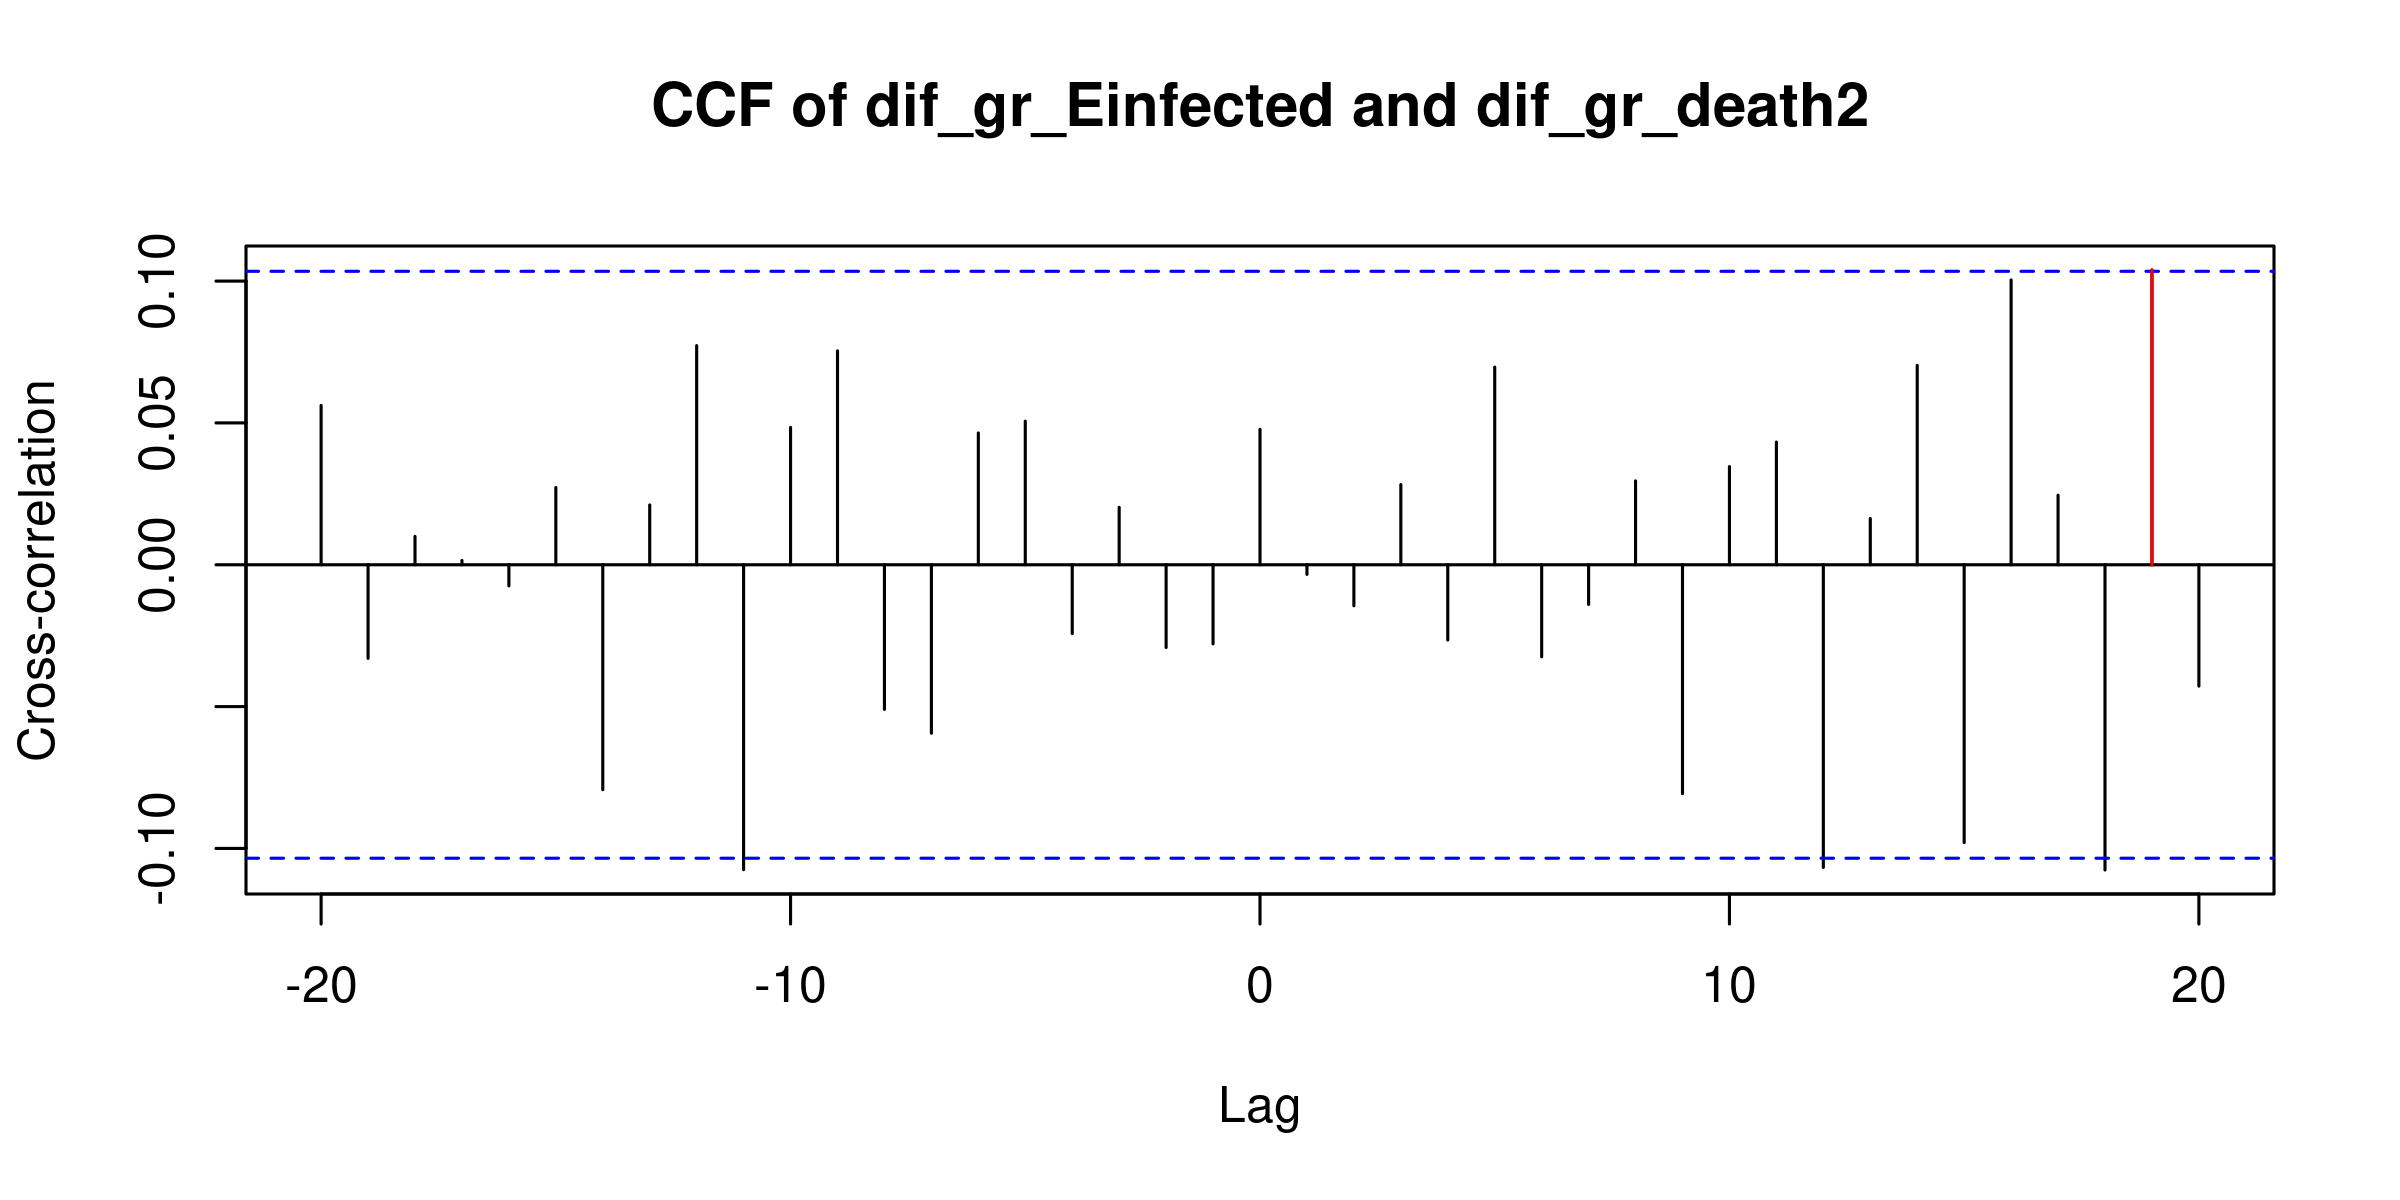 CCF of dif_gr_Einfected and dif_gr_death2
Cross-correlation
0.10
0.05
0.00
-0.10
-20 -10 0 10 20
Lag